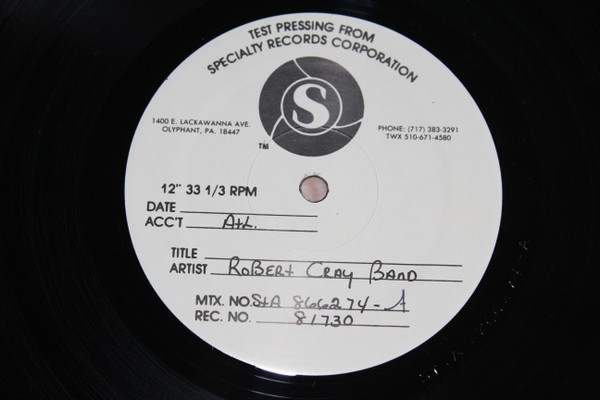 TEST PRESSING FROM
SPECIALTY RECORDS CORPORATION
S
1400 E. LACKAWANNA AVE.
OLYPHANT, PA. 18447
PHONE: (717) 383-3291
TWX 510-671-4580
TM
12" 33 1/3 RPM
DATE
ACC'T AtL.
TITLE
ARTIST RoBERt CRAY BAND
MTX. NO. StA 866274-A
REC. NO. 81730